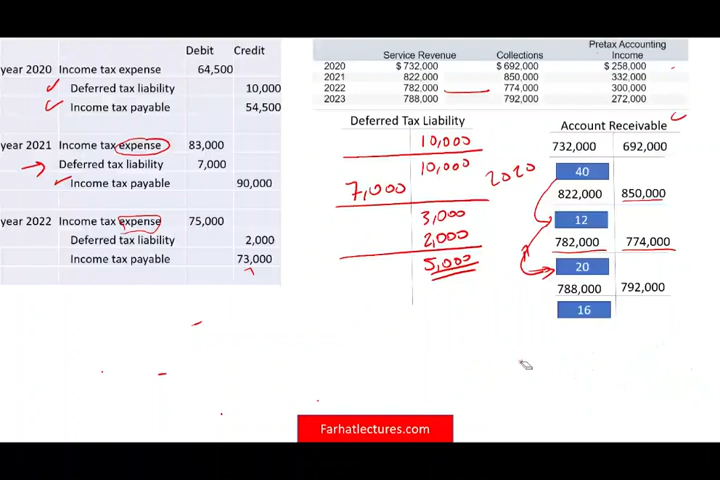 Debit Credit
year 2020 Income tax expense 64,500
Deferred tax liability 10,000
Income tax payable 54,500
year 2021 Income tax expense 83,000
Deferred tax liability 7,000
Income tax payable 90,000
year 2022 Income tax expense 75,000
Deferred tax liability 2,000
Income tax payable 73,000
Service Revenue Collections Pretax Accounting Income
2020 $ 732,000 $ 692,000 $ 258,000
2021 822,000 850,000 332,000
2022 782,000 774,000 300,000
2023 788,000 792,000 272,000
Deferred Tax Liability
10,000
10,000
7,000
2020
3,000
2,000
5,000
Account Receivable
732,000 692,000
40
822,000 850,000
12
782,000 774,000
20
788,000 792,000
16
Farhatlectures.com